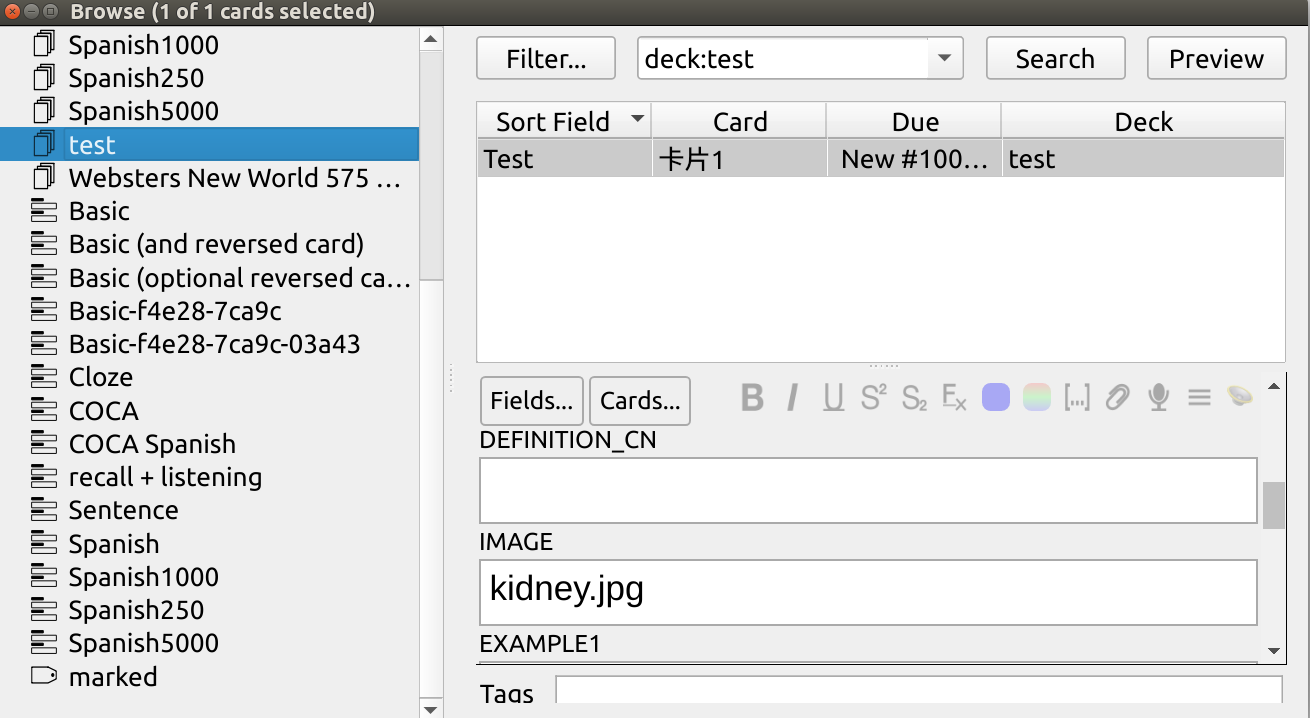 Browse (1 of 1 cards selected)
Spanish1000
Spanish250
Spanish5000
test
Websters New World 575 ...
Basic
Basic (and reversed card)
Basic (optional reversed ca...
Basic-f4e28-7ca9c
Basic-f4e28-7ca9c-03a43
Cloze
COCA
COCA Spanish
recall + listening
Sentence
Spanish
Spanish1000
Spanish250
Spanish5000
marked
Filter... deck:test Search Preview
Sort Field Card Due Deck
Test 卡片1 New #100... test
Fields... Cards... B I U S² S₂ Fx [...]
DEFINITION_CN
IMAGE
kidney.jpg
EXAMPLE1
Tags